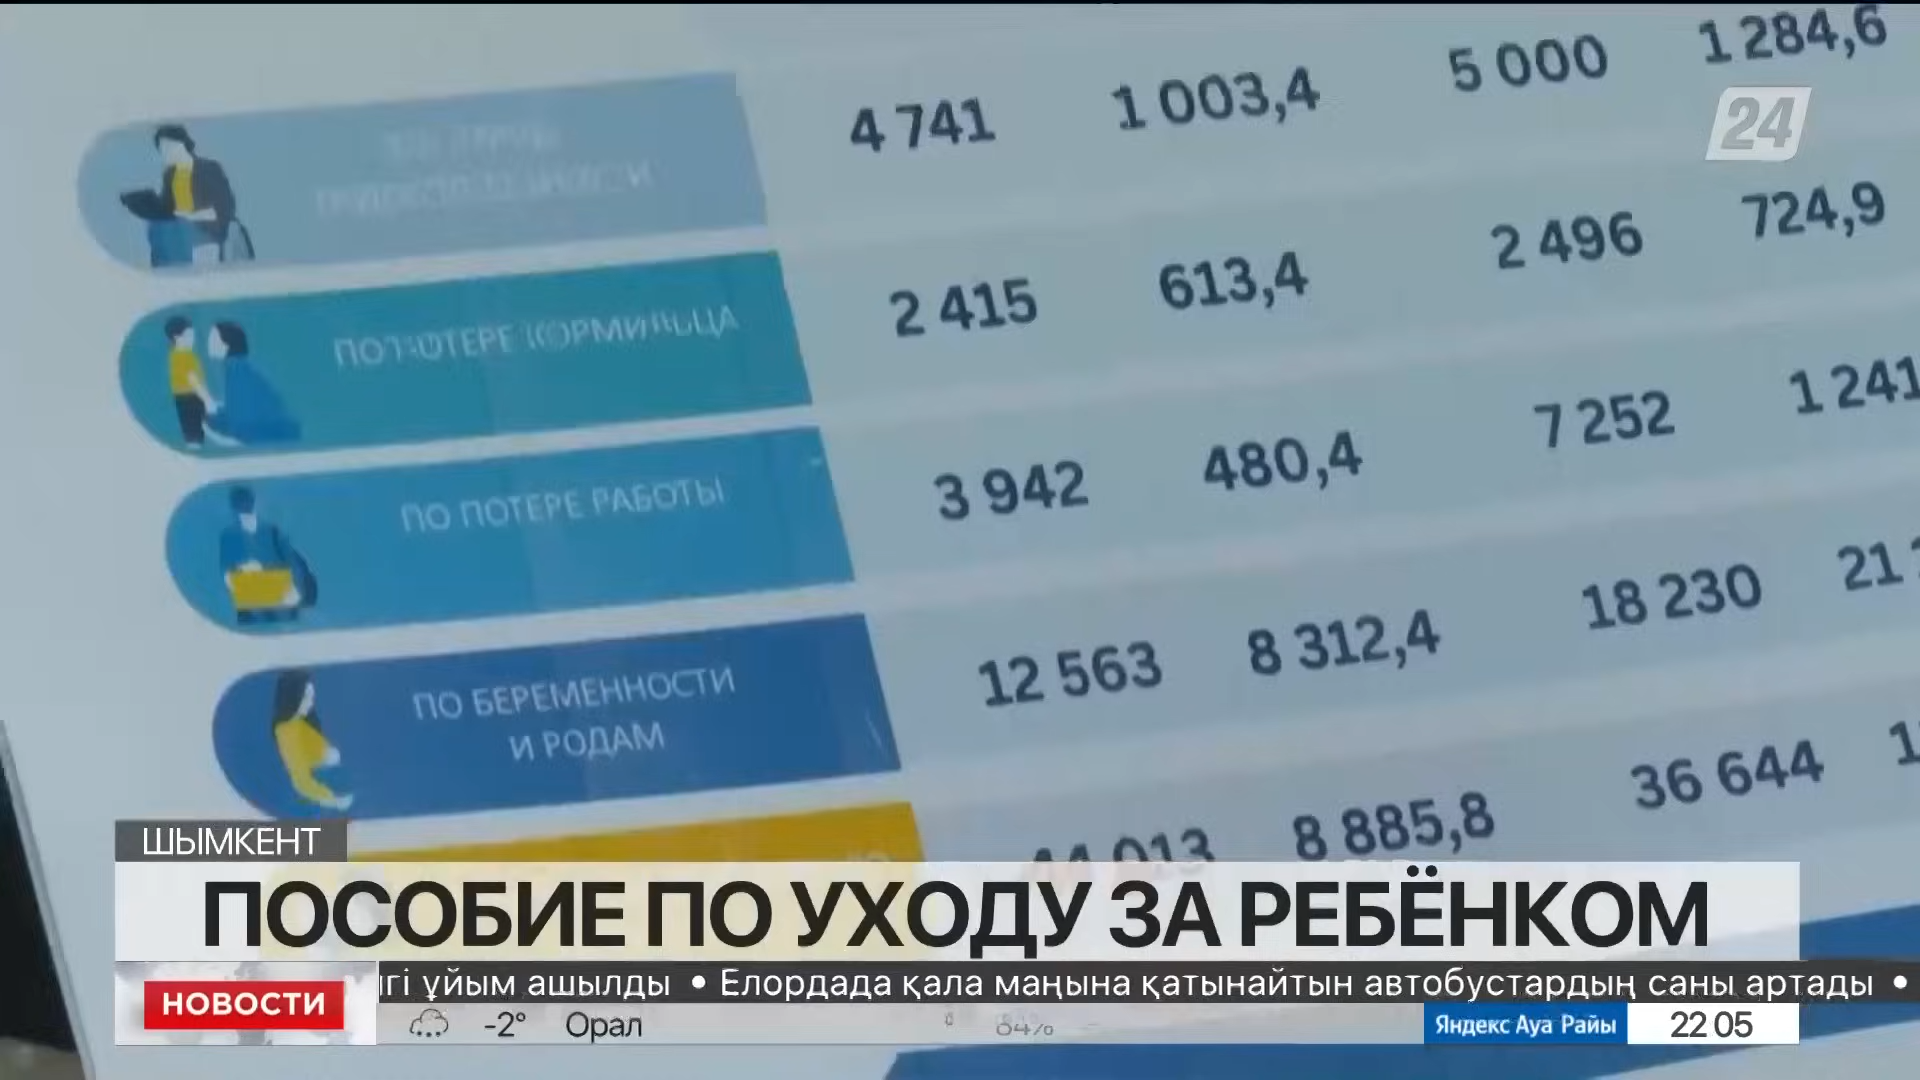 4 741 1 003,4 5 000 1 284,6
24
ПО ПОТЕРЕ КОРМИЛЬЦА 2 415 613,4 2 496 724,9
ПО ПОТЕРЕ РАБОТЫ 3 942 480,4 7 252 1 241
ПО БЕРЕМЕННОСТИ
И РОДАМ
12 563 8 312,4 18 230 21
8 885,8 36 644
ШЫМКЕНТ
ПОСОБИЕ ПО УХОДУ ЗА РЕБЁНКОМ
НОВОСТИ
ұйым ашылды • Елордада қала маңына қатынайтын автобустардың саны артады •
-2° Орал
Яндекс Ауа Райы 22 05